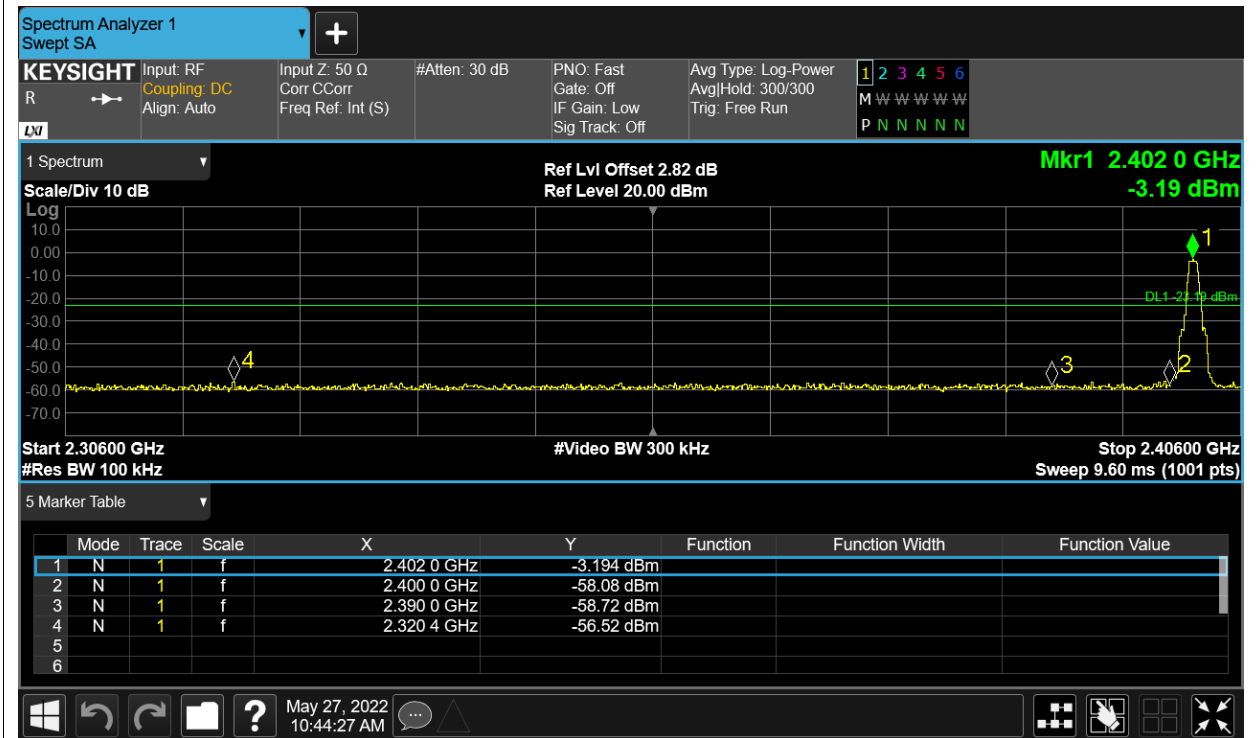 Spectrum Analyzer 1
Swept SA
+
KEYSIGHT
R
LXI
Input: RF
Coupling: DC
Align: Auto
Input Z: 50 Ω
Corr CCorr
Freq Ref: Int (S)
#Atten: 30 dB
PNO: Fast
Gate: Off
IF Gain: Low
Sig Track: Off
Avg Type: Log-Power
Avg|Hold: 300/300
Trig: Free Run
1 2 3 4 5 6
M W W W W W
P N N N N N
1 Spectrum
Scale/Div 10 dB
Ref Lvl Offset 2.82 dB
Ref Level 20.00 dBm
Mkr1 2.402 0 GHz
-3.19 dBm
Log
10.0
0.00
-10.0
-20.0
-30.0
-40.0
-50.0
-60.0
-70.0
1
DL1 -23.19 dBm
4
3
2
Start 2.30600 GHz
#Video BW 300 kHz
Stop 2.40600 GHz
#Res BW 100 kHz
Sweep 9.60 ms (1001 pts)
5 Marker Table
Mode Trace Scale X Y Function Function Width Function Value
1 N 1 f 2.402 0 GHz -3.194 dBm
2 N 1 f 2.400 0 GHz -58.08 dBm
3 N 1 f 2.390 0 GHz -58.72 dBm
4 N 1 f 2.320 4 GHz -56.52 dBm
5
6
?
May 27, 2022
10:44:27 AM